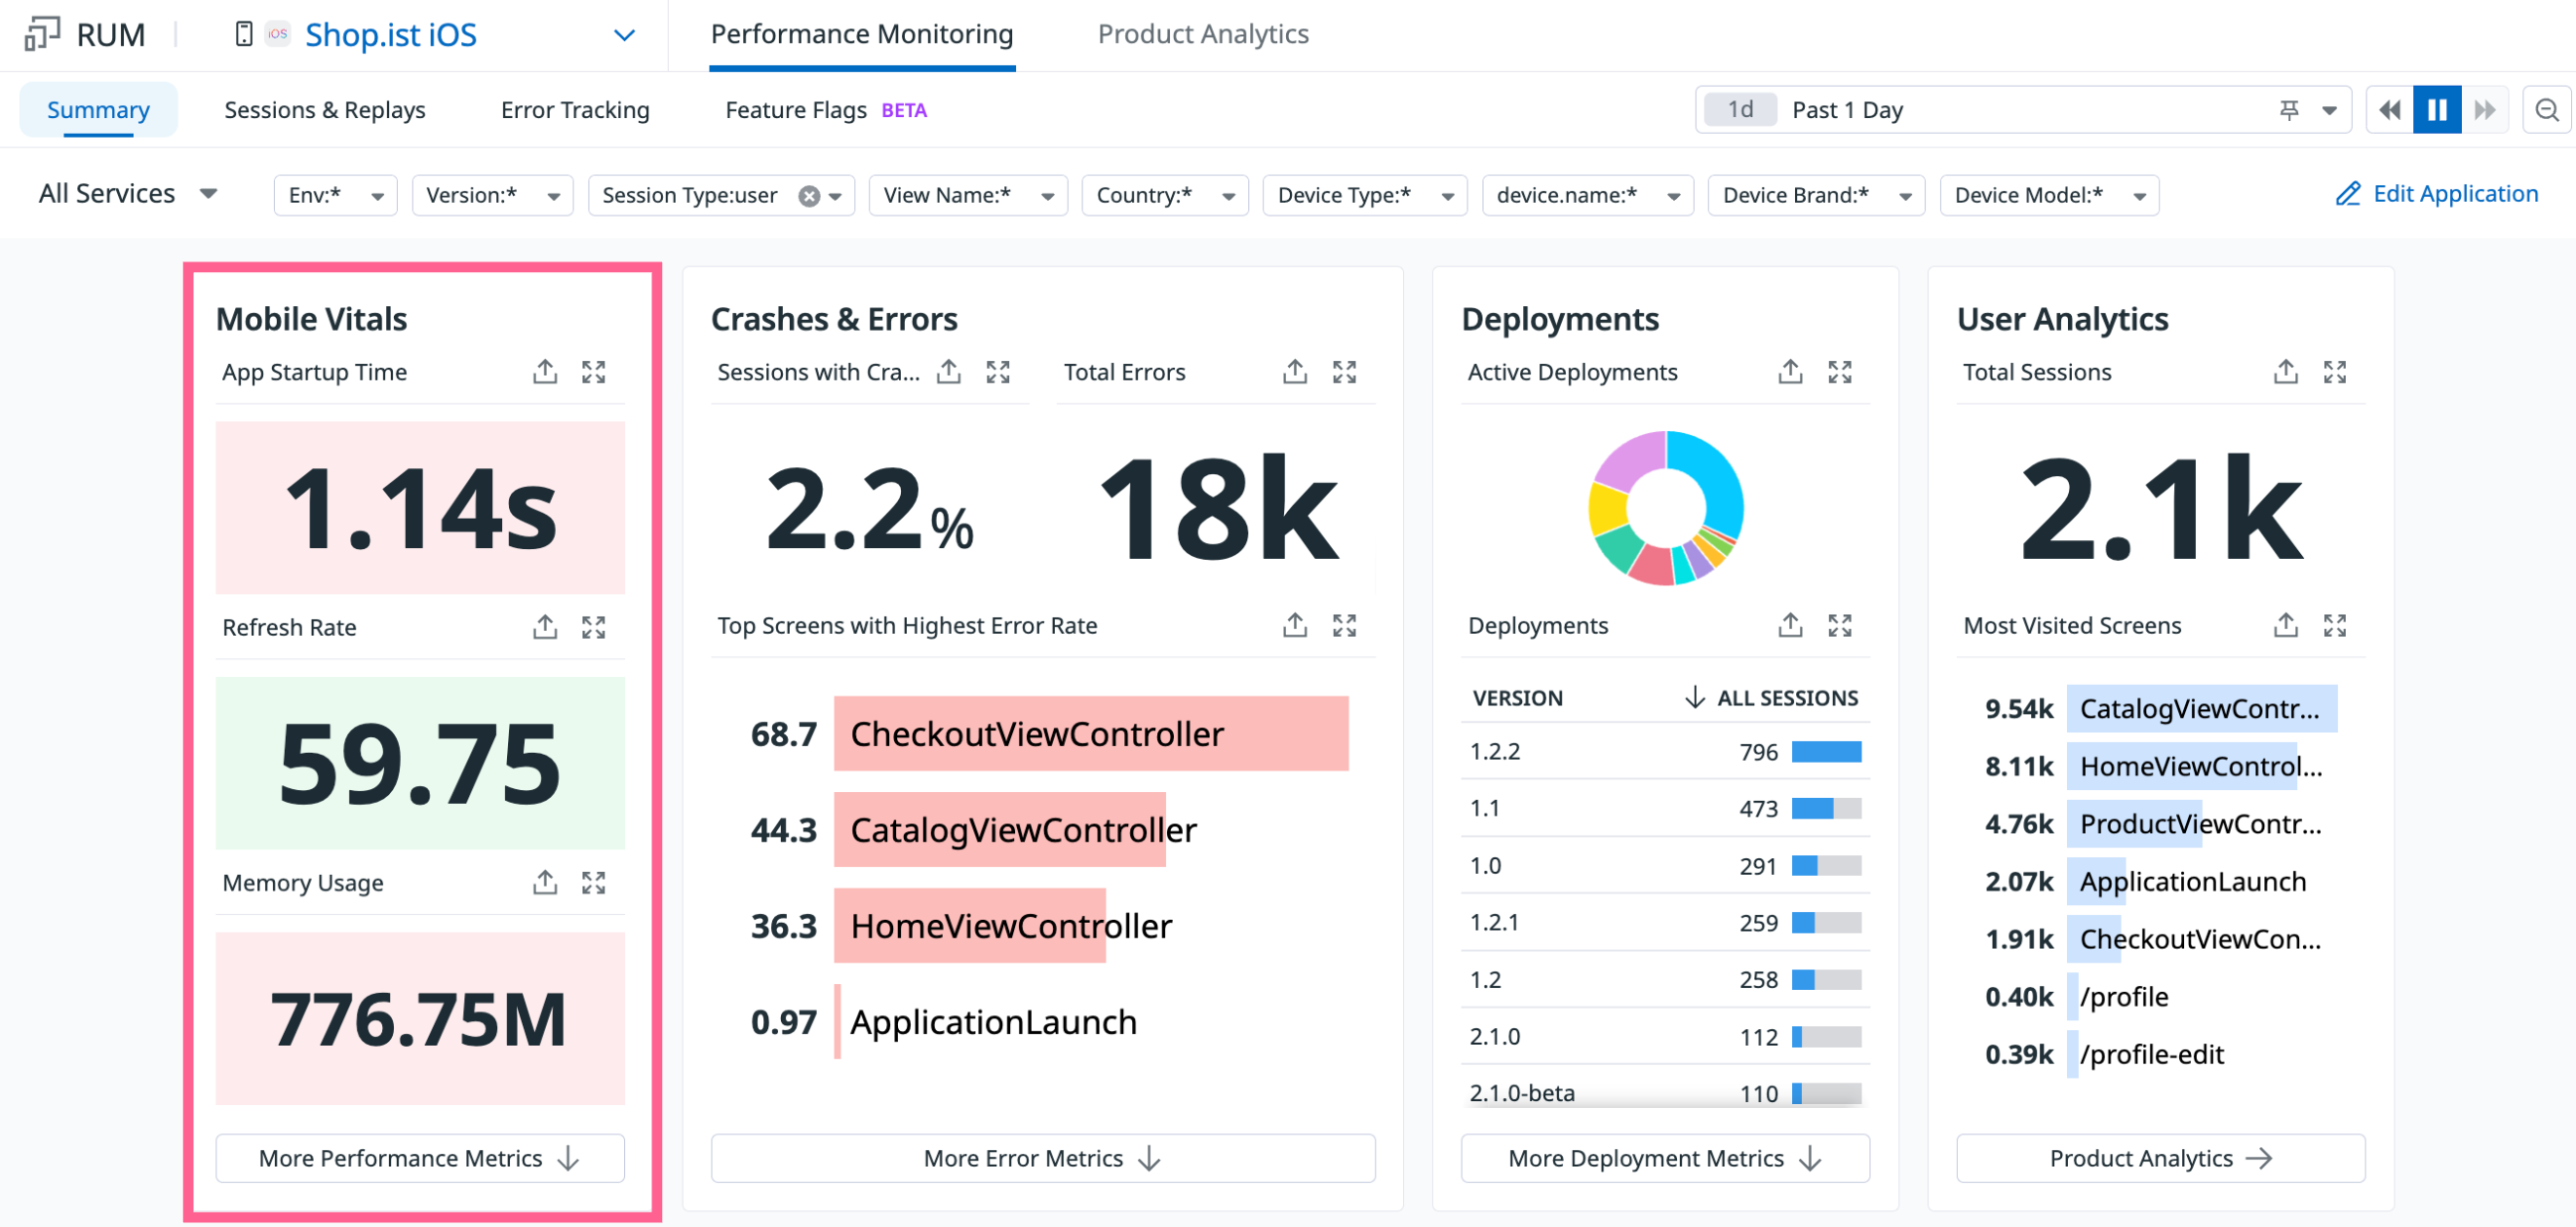 RUM
iOS
Shop.ist iOS
Performance Monitoring
Product Analytics
Summary
Sessions & Replays
Error Tracking
Feature Flags BETA
1d Past 1 Day
All Services
Env:*
Version:*
Session Type:user
View Name:*
Country:*
Device Type:*
device.name:*
Device Brand:*
Device Model:*
Edit Application
Mobile Vitals
App Startup Time
1.14s
Refresh Rate
59.75
Memory Usage
776.75M
More Performance Metrics
Crashes & Errors
Sessions with Cra...
2.2%
Total Errors
18k
Top Screens with Highest Error Rate
68.7 CheckoutViewController
44.3 CatalogViewController
36.3 HomeViewController
0.97 ApplicationLaunch
More Error Metrics
Deployments
Active Deployments
Deployments
VERSION ALL SESSIONS
1.2.2 796
1.1 473
1.0 291
1.2.1 259
1.2 258
2.1.0 112
2.1.0-beta 110
More Deployment Metrics
User Analytics
Total Sessions
2.1k
Most Visited Screens
9.54k CatalogViewContr...
8.11k HomeViewControl...
4.76k ProductViewContr...
2.07k ApplicationLaunch
1.91k CheckoutViewCon...
0.40k /profile
0.39k /profile-edit
Product Analytics